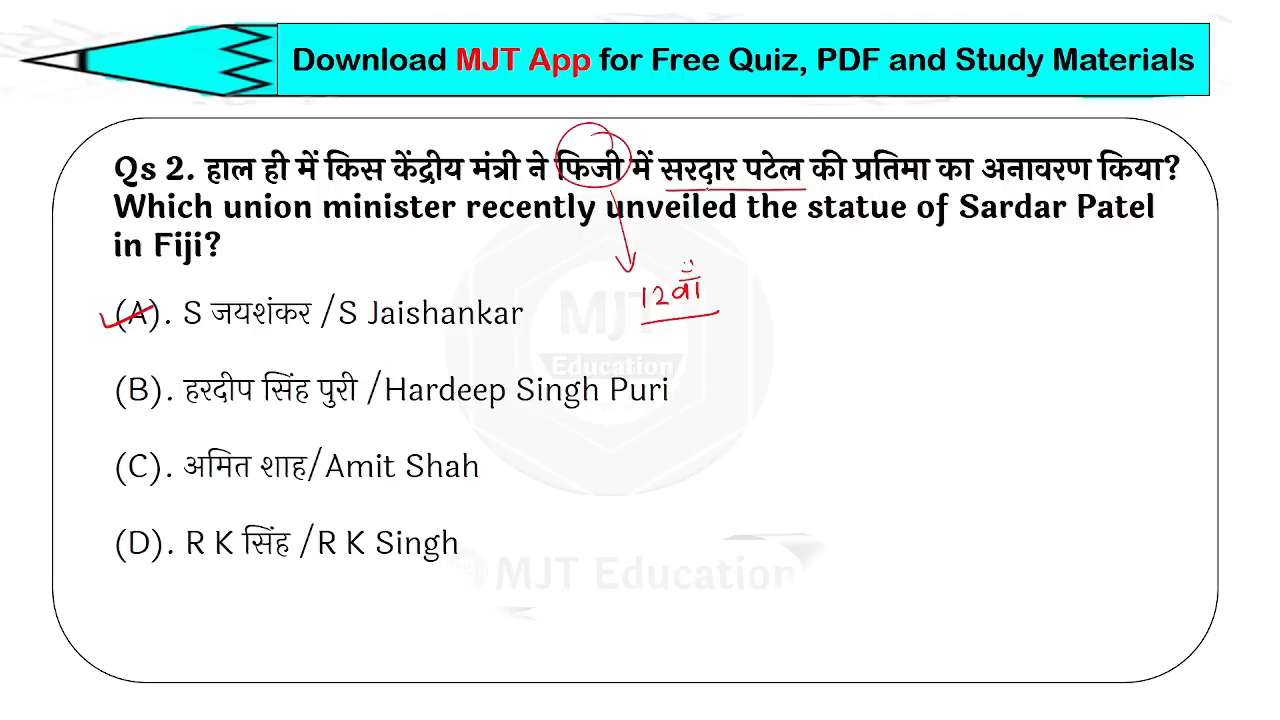 Download MJT App for Free Quiz, PDF and Study Materials
Qs 2. हाल ही में किस केंद्रीय मंत्री ने फिजी में सरदार पटेल की प्रतिमा का अनावरण किया?
Which union minister recently unveiled the statue of Sardar Patel
in Fiji?
12वाँ
(A). S जयशंकर /S Jaishankar
MJT
Education
(B). हरदीप सिंह पुरी /Hardeep Singh Puri
(C). अमित शाह/Amit Shah
(D). R K सिंह /R K Singh
MJT Education